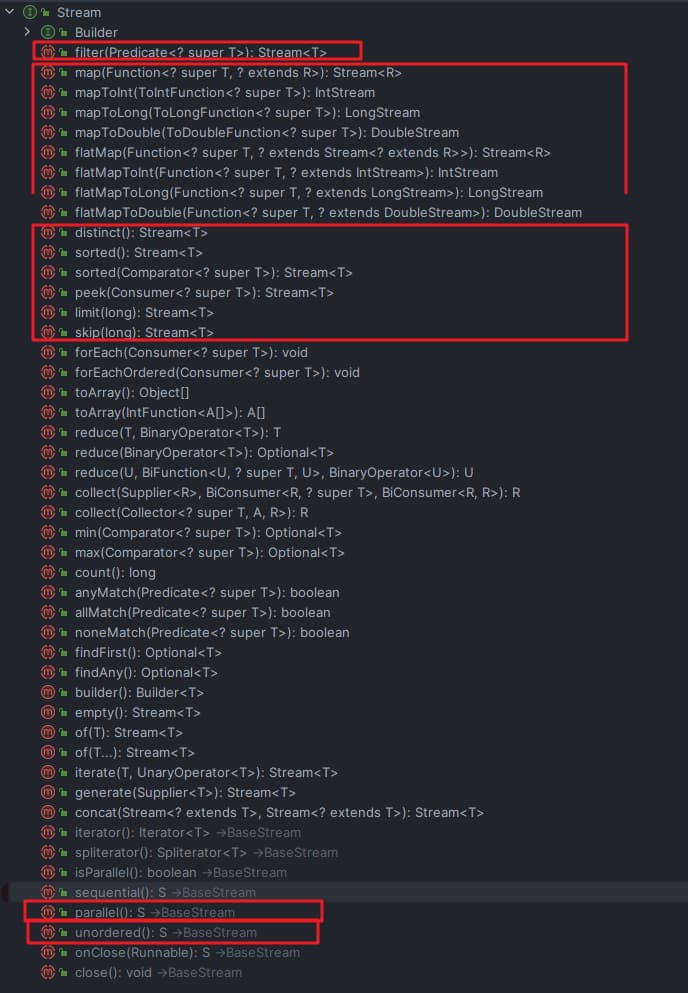 Stream
Builder
filter(Predicate<? super T>): Stream<T>
map(Function<? super T, ? extends R>): Stream<R>
mapToInt(ToIntFunction<? super T>): IntStream
mapToLong(ToLongFunction<? super T>): LongStream
mapToDouble(ToDoubleFunction<? super T>): DoubleStream
flatMap(Function<? super T, ? extends Stream<? extends R>>): Stream<R>
flatMapToInt(Function<? super T, ? extends IntStream>): IntStream
flatMapToLong(Function<? super T, ? extends LongStream>): LongStream
flatMapToDouble(Function<? super T, ? extends DoubleStream>): DoubleStream
distinct(): Stream<T>
sorted(): Stream<T>
sorted(Comparator<? super T>): Stream<T>
peek(Consumer<? super T>): Stream<T>
limit(long): Stream<T>
skip(long): Stream<T>
forEach(Consumer<? super T>): void
forEachOrdered(Consumer<? super T>): void
toArray(): Object[]
toArray(IntFunction<A[]>): A[]
reduce(T, BinaryOperator<T>): T
reduce(BinaryOperator<T>): Optional<T>
reduce(U, BiFunction<U, ? super T, U>, BinaryOperator<U>): U
collect(Supplier<R>, BiConsumer<R, ? super T>, BiConsumer<R, R>): R
collect(Collector<? super T, A, R>): R
min(Comparator<? super T>): Optional<T>
max(Comparator<? super T>): Optional<T>
count(): long
anyMatch(Predicate<? super T>): boolean
allMatch(Predicate<? super T>): boolean
noneMatch(Predicate<? super T>): boolean
findFirst(): Optional<T>
findAny(): Optional<T>
builder(): Builder<T>
empty(): Stream<T>
of(T): Stream<T>
of(T...): Stream<T>
iterate(T, UnaryOperator<T>): Stream<T>
generate(Supplier<T>): Stream<T>
concat(Stream<? extends T>, Stream<? extends T>): Stream<T>
iterator(): Iterator<T> →BaseStream
spliterator(): Spliterator<T> →BaseStream
isParallel(): boolean →BaseStream
sequential(): S →BaseStream
parallel(): S →BaseStream
unordered(): S →BaseStream
onClose(Runnable): S →BaseStream
close(): void →BaseStream